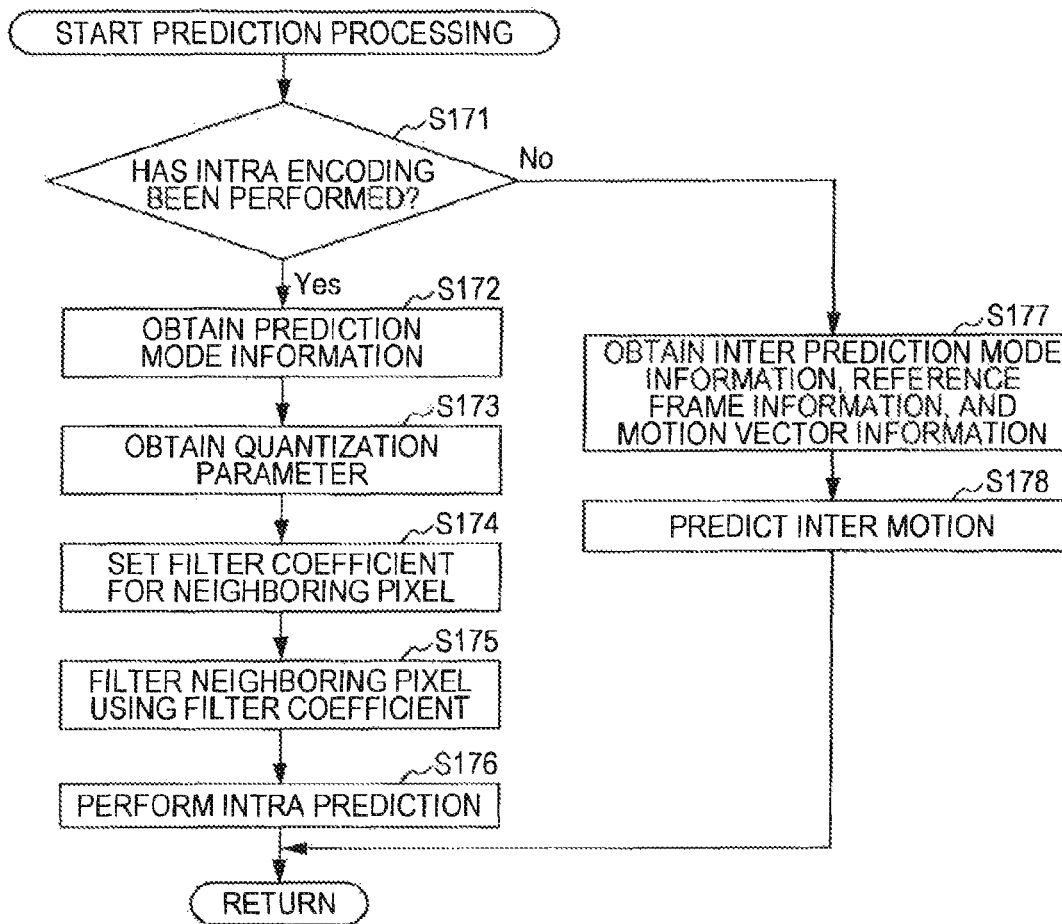 START PREDICTION PROCESSING
S171
HAS INTRA ENCODING
BEEN PERFORMED?
No
Yes
S172
OBTAIN PREDICTION
MODE INFORMATION
S173
OBTAIN QUANTIZATION
PARAMETER
S174
SET FILTER COEFFICIENT
FOR NEIGHBORING PIXEL
S175
FILTER NEIGHBORING PIXEL
USING FILTER COEFFICIENT
S176
PERFORM INTRA PREDICTION
S177
OBTAIN INTER PREDICTION MODE
INFORMATION, REFERENCE
FRAME INFORMATION, AND
MOTION VECTOR INFORMATION
S178
PREDICT INTER MOTION
RETURN